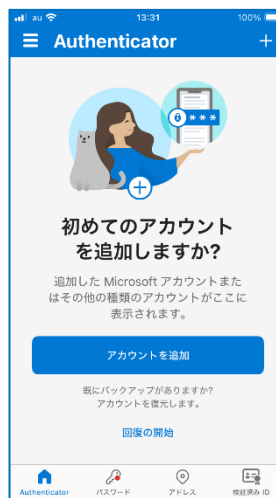 au 13:31 100%
Authenticator
***
初めてのアカウント
を追加しますか?
追加した Microsoft アカウントまた
はその他の種類のアカウントがここに
表示されます。
アカウントを追加
既にバックアップがありますか?
アカウントを復元します。
回復の開始
Authenticator パスワード アドレス 検証済み ID